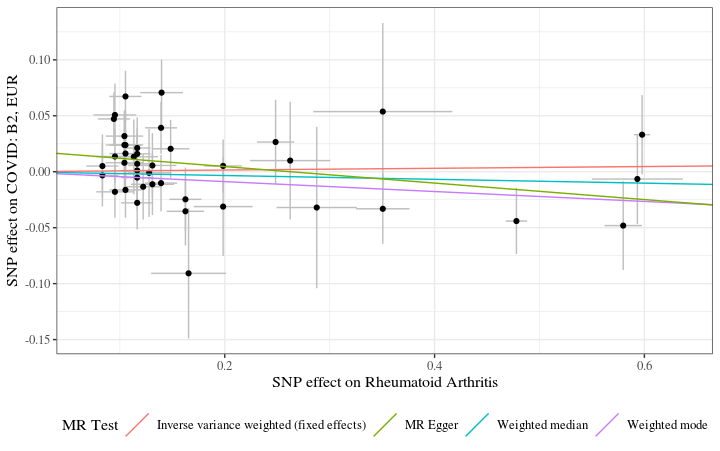 SNP effect on COVID: B2, EUR
0.10
0.05
0.00
-0.05
-0.10
-0.15
0.2 0.4 0.6
SNP effect on Rheumatoid Arthritis
MR Test Inverse variance weighted (fixed effects) MR Egger Weighted median Weighted mode